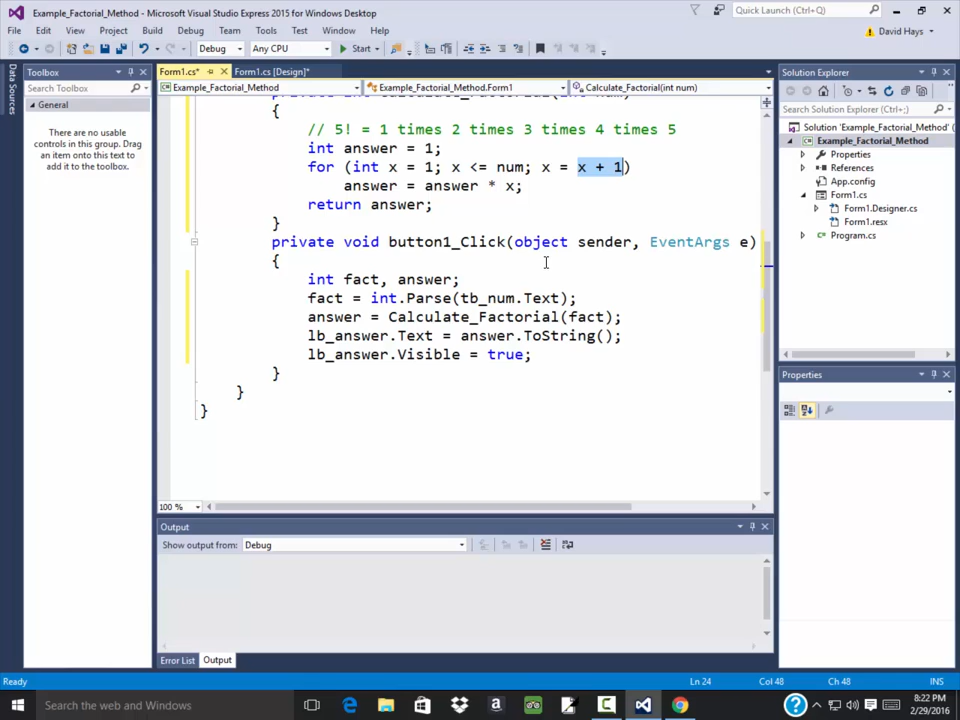 Example_Factorial_Method - Microsoft Visual Studio Express 2015 for Windows Desktop
Quick Launch (Ctrl+Q)
File Edit View Project Build Debug Team Tools Test Window Help
David Hays
Debug Any CPU Start
Toolbox
Form1.cs* Form1.cs [Design]*
Solution Explorer
Data Sources
Search Toolbox
Example_Factorial_Method Example_Factorial_Method.Form1 Calculate_Factorial(int num)
General
There are no usable
controls in this group. Drag
an item onto this text to
add it to the toolbox.
{
// 5! = 1 times 2 times 3 times 4 times 5
int answer = 1;
for (int x = 1; x <= num; x = x + 1)
answer = answer * x;
return answer;
}
private void button1_Click(object sender, EventArgs e)
{
int fact, answer;
fact = int.Parse(tb_num.Text);
answer = Calculate_Factorial(fact);
lb_answer.Text = answer.ToString();
lb_answer.Visible = true;
}
}
}
100 %
Search Solution Explorer (Ctrl+;)
Solution 'Example_Factorial_Method' (1 project)
Example_Factorial_Method
Properties
References
App.config
Form1.cs
Form1.Designer.cs
Form1.resx
Program.cs
Properties
Output
Show output from: Debug
Error List Output
Ready Ln 24 Col 48 Ch 48 INS
Search the web and Windows
8:22 PM
2/29/2016